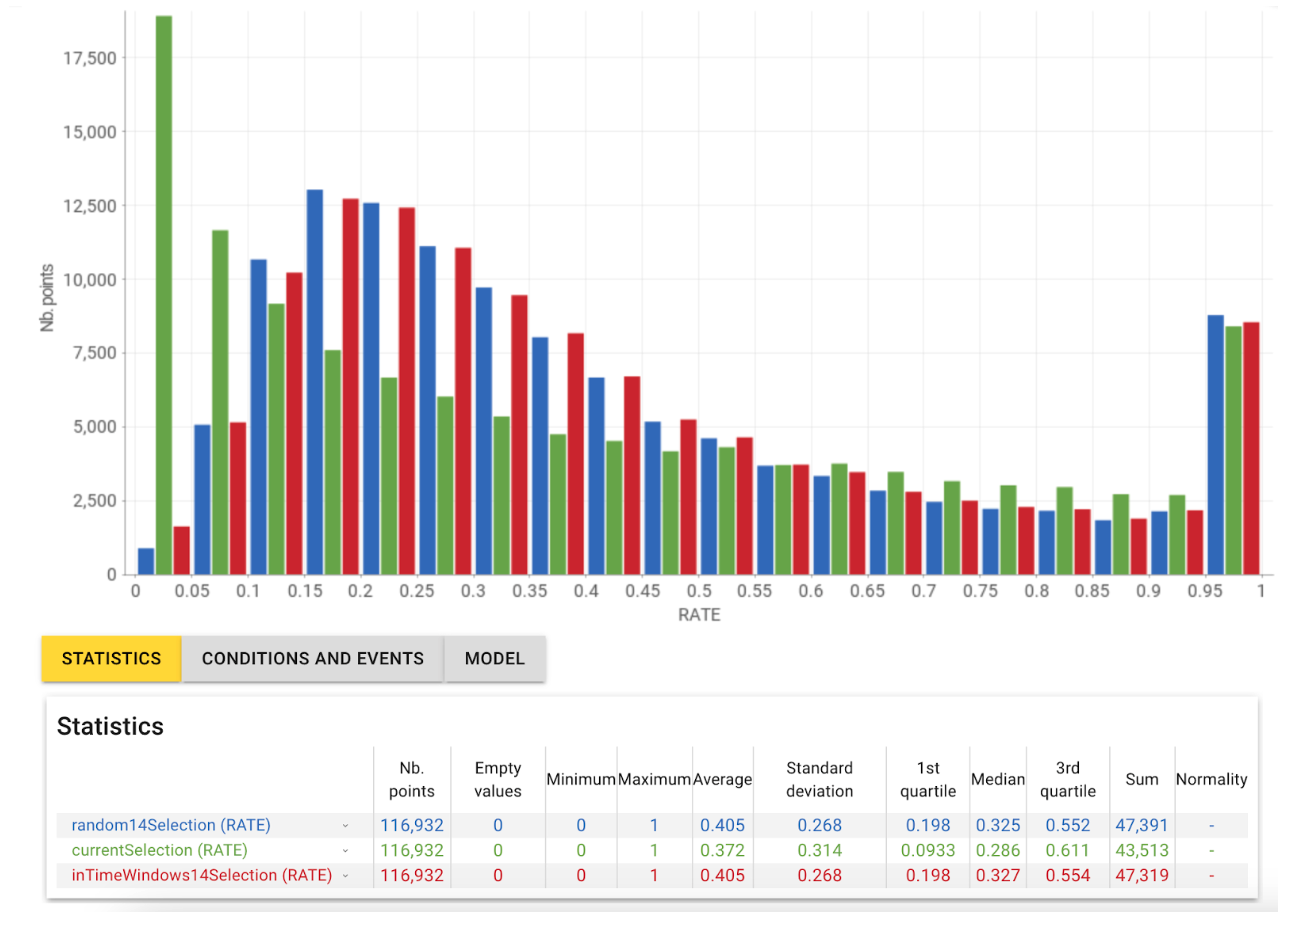 17,500
15,000
12,500
10,000
7,500
5,000
2,500
0
Nb. points
0 0.05 0.1 0.15 0.2 0.25 0.3 0.35 0.4 0.45 0.5 0.55 0.6 0.65 0.7 0.75 0.8 0.85 0.9 0.95 1
RATE
STATISTICS CONDITIONS AND EVENTS MODEL
Statistics
Nb. points Empty values Minimum Maximum Average Standard deviation 1st quartile Median 3rd quartile Sum Normality
random14Selection (RATE) 116,932 0 0 1 0.405 0.268 0.198 0.325 0.552 47,391 -
currentSelection (RATE) 116,932 0 0 1 0.372 0.314 0.0933 0.286 0.611 43,513 -
inTimeWindows14Selection (RATE) 116,932 0 0 1 0.405 0.268 0.198 0.327 0.554 47,319 -